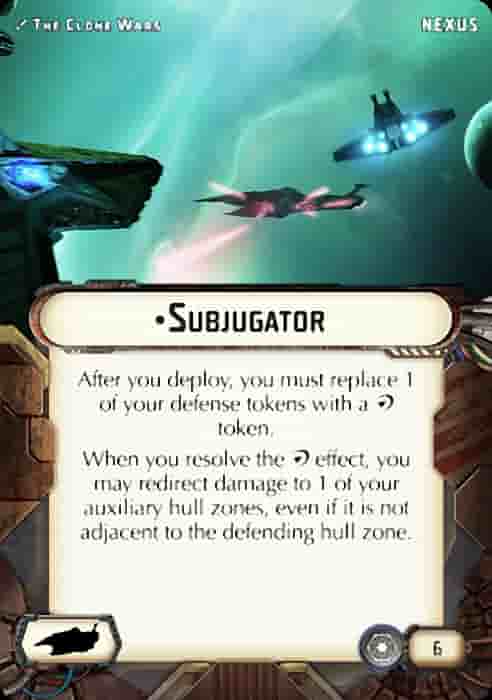 The Clone Wars
NEXUS
•Subjugator
After you deploy, you must replace 1
of your defense tokens with a
token.
When you resolve the effect, you
may redirect damage to 1 of your
auxiliary hull zones, even if it is not
adjacent to the defending hull zone.
6